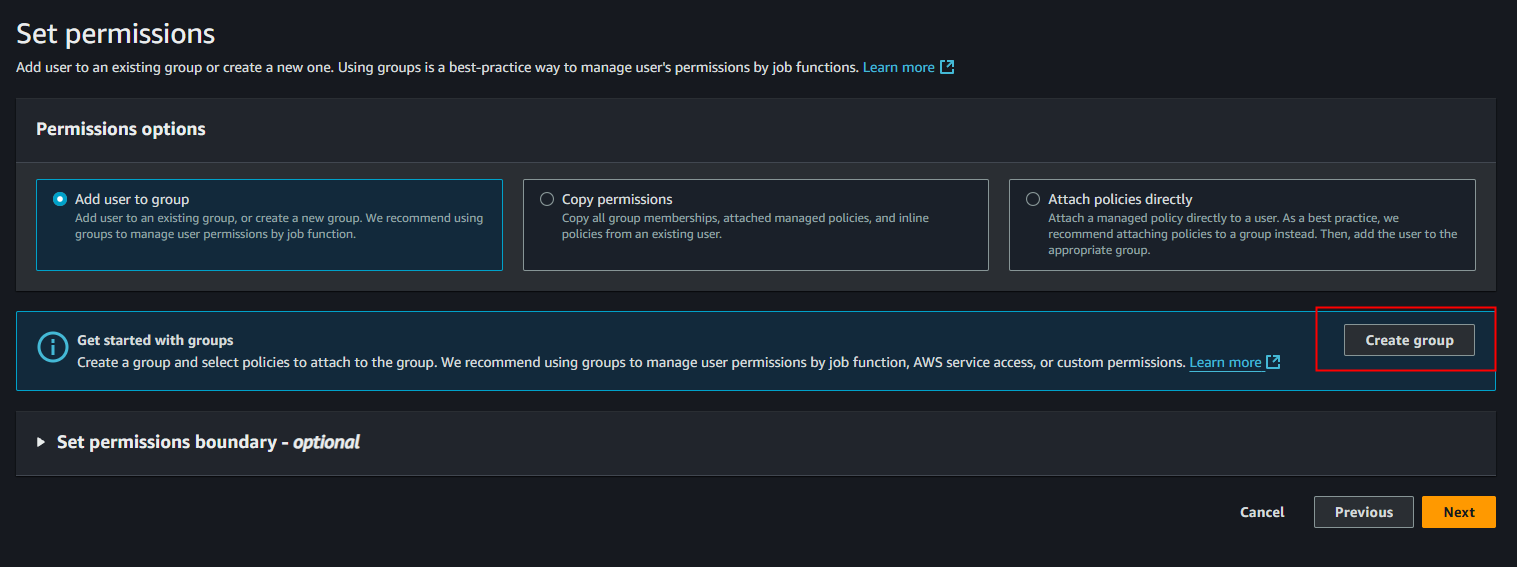 Set permissions
Add user to an existing group or create a new one. Using groups is a best-practice way to manage user's permissions by job functions. Learn more
Permissions options
Add user to group
Add user to an existing group, or create a new group. We recommend using
groups to manage user permissions by job function.
Copy permissions
Copy all group memberships, attached managed policies, and inline
policies from an existing user.
Attach policies directly
Attach a managed policy directly to a user. As a best practice, we
recommend attaching policies to a group instead. Then, add the user to the
appropriate group.
Get started with groups
Create a group and select policies to attach to the group. We recommend using groups to manage user permissions by job function, AWS service access, or custom permissions. Learn more
Create group
Set permissions boundary - optional
Cancel
Previous
Next